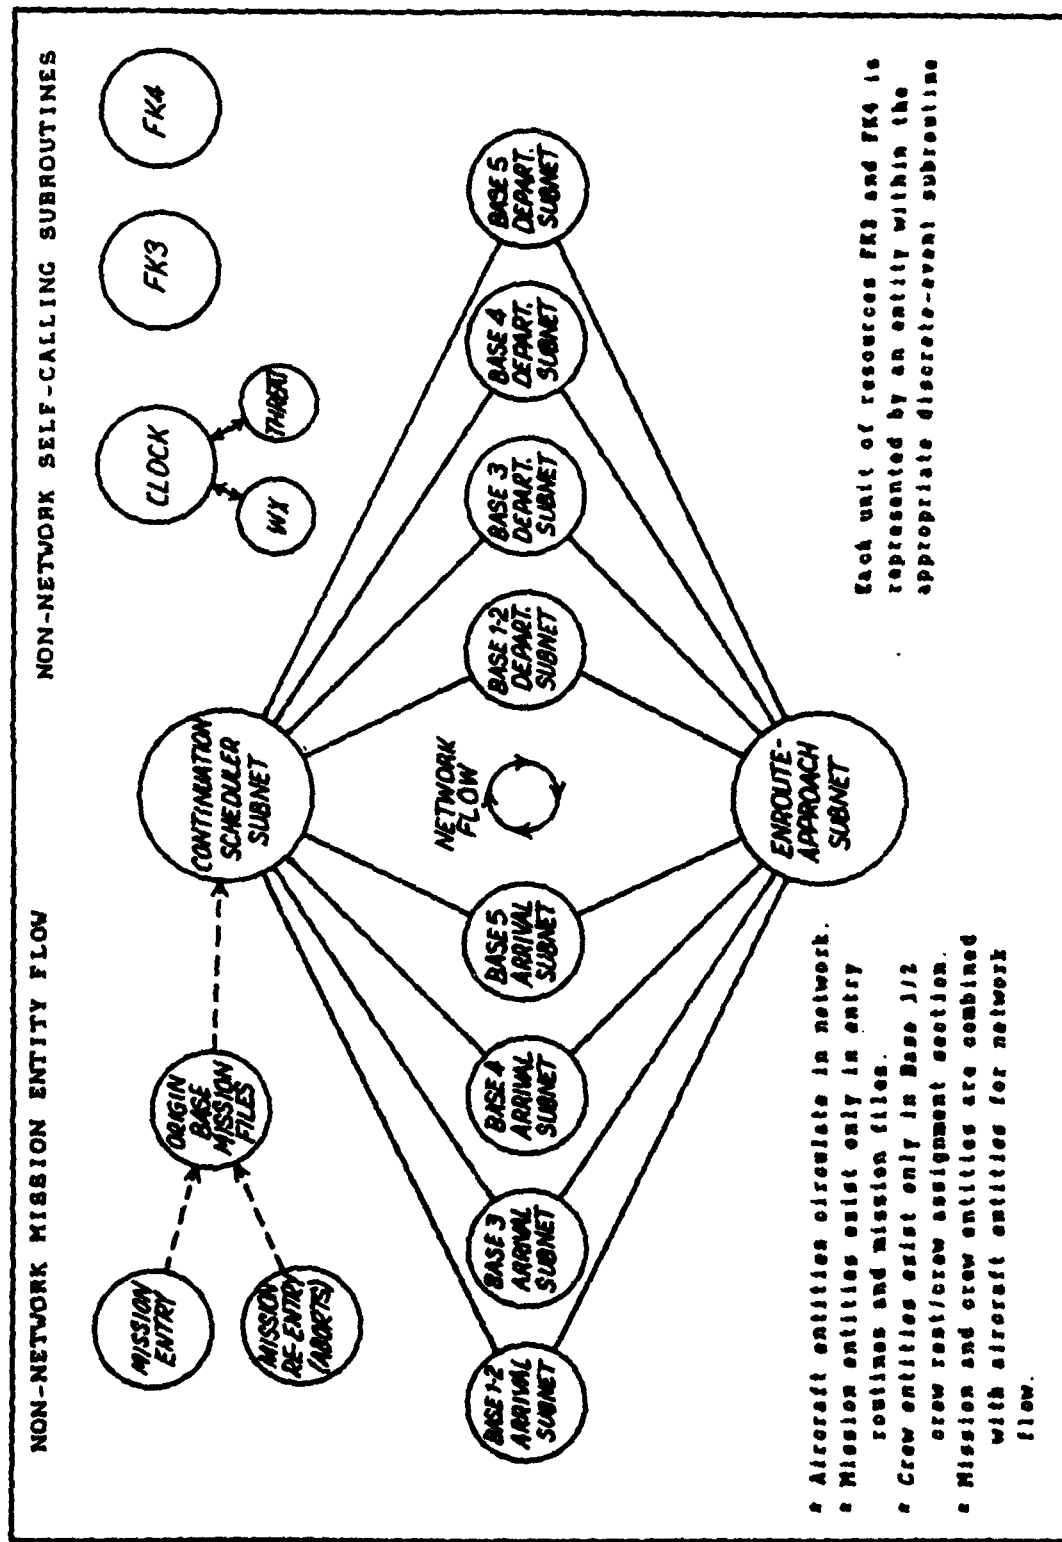 NON-NETWORK MISSION ENTITY FLOW
NON-NETWORK SELF-CALLING SUBROUTINES
MISSION
ENTRY
MISSION
RE-ENTRY
(ABORTS)
ORIGIN
BASE
MISSION
FILES
CONTINUATION
SCHEDULER
SUBNET
CLOCK
WX
THREAT
FK3
FK4
BASE 1-2
ARRIVAL
SUBNET
BASE 3
ARRIVAL
SUBNET
BASE 4
ARRIVAL
SUBNET
BASE 5
ARRIVAL
SUBNET
NETWORK
FLOW
BASE 1-2
DEPART.
SUBNET
BASE 3
DEPART.
SUBNET
BASE 4
DEPART.
SUBNET
BASE 5
DEPART.
SUBNET
ENROUTE-
APPROACH
SUBNET
* Aircraft entities circulate in network.
* Mission entities exist only in entry
routines and mission files.
* Crew entities exist only in Base 1/2
crew rest/crew assignment section.
* Mission and crew entities are combined
with aircraft entities for network
flow.
Each unit of resources FK3 and FK4 is
represented by an entity within the
appropriate discrete-event subroutine